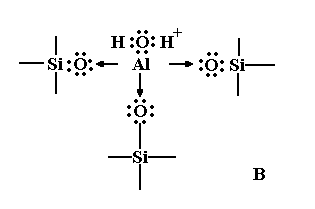 H O H +
Si O Al O Si
O
Si
B